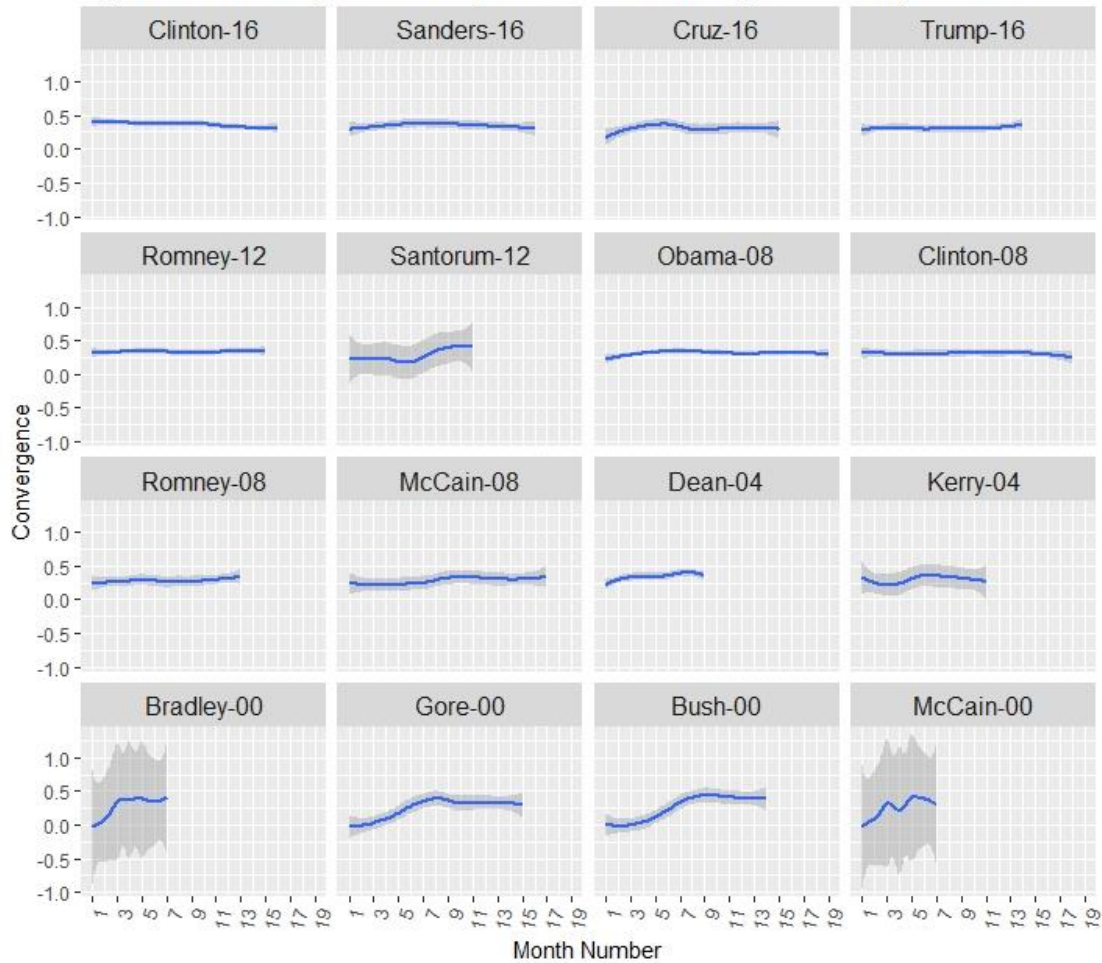 Clinton-16 Sanders-16 Cruz-16 Trump-16
1.0
0.5
0.0
-0.5
-1.0
Romney-12 Santorum-12 Obama-08 Clinton-08
1.0
0.5
0.0
-0.5
-1.0
Convergence
Romney-08 McCain-08 Dean-04 Kerry-04
1.0
0.5
0.0
-0.5
-1.0
Bradley-00 Gore-00 Bush-00 McCain-00
1.0
0.5
0.0
-0.5
-1.0
1 3 5 7 9 11 13 15 17 19 1 3 5 7 9 11 13 15 17 19 1 3 5 7 9 11 13 15 17 19 1 3 5 7 9 11 13 15 17 19
Month Number